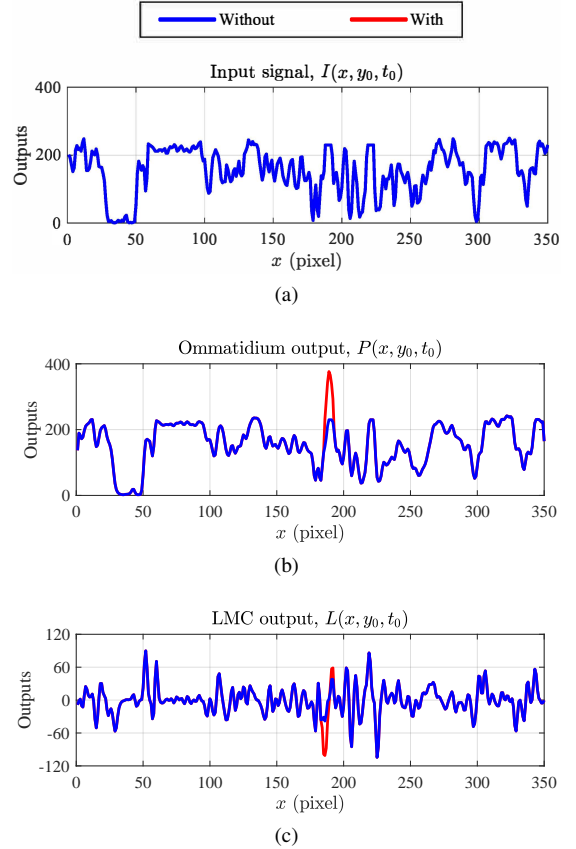 Without With
Input signal, I(x, y₀, t₀)
Outputs
400
200
0
0 50 100 150 200 250 300 350
x (pixel)
(a)
Ommatidium output, P(x, y₀, t₀)
Outputs
400
200
0
0 50 100 150 200 250 300 350
x (pixel)
(b)
LMC output, L(x, y₀, t₀)
Outputs
120
60
0
-60
-120
0 50 100 150 200 250 300 350
x (pixel)
(c)